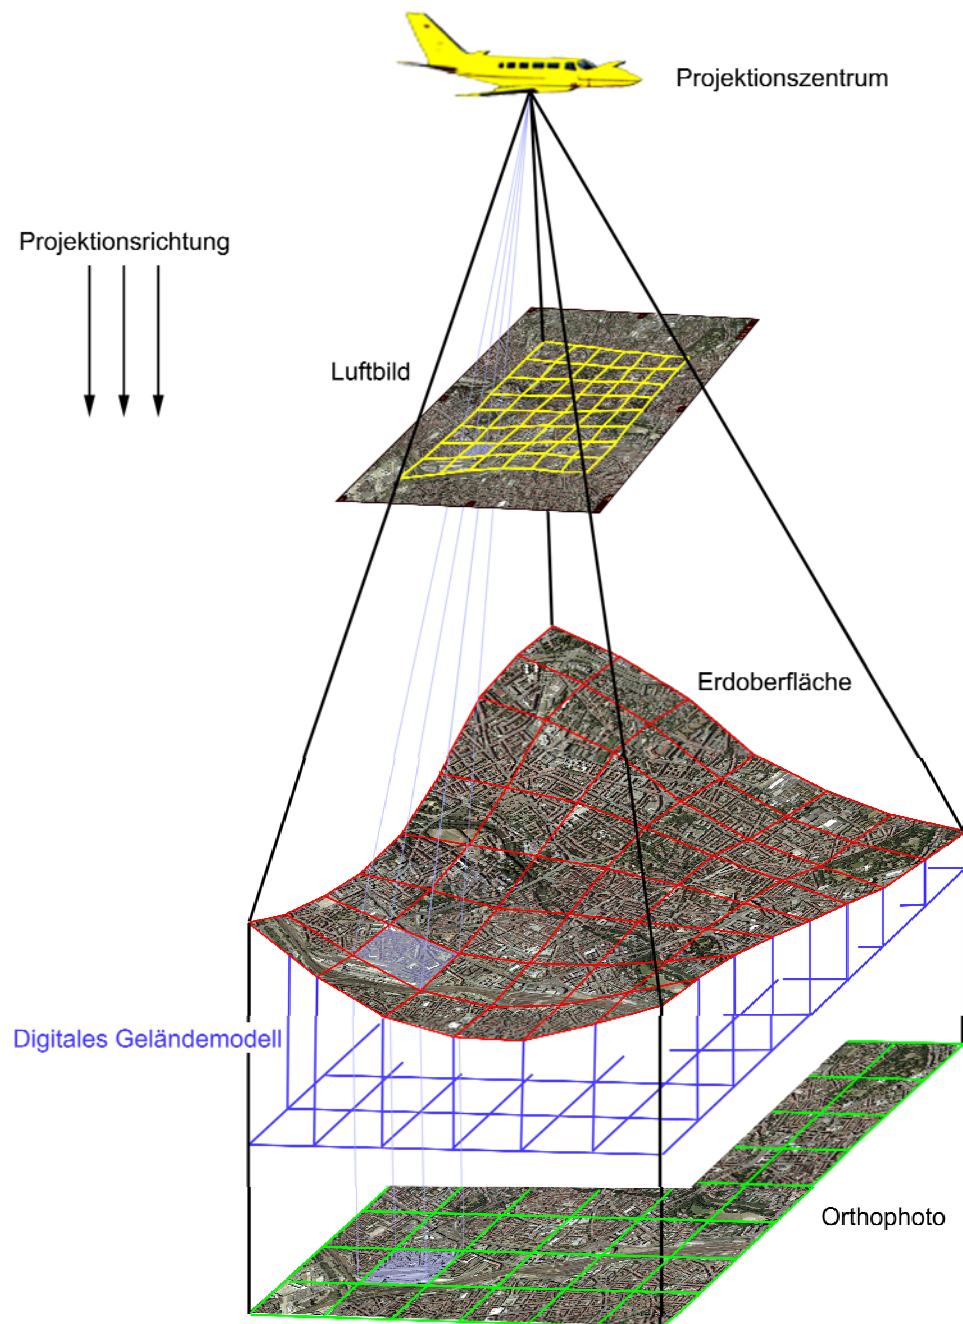 Projektionszentrum
Projektionsrichtung
Luftbild
Erdoberfläche
Digitales Geländemodell
Orthophoto